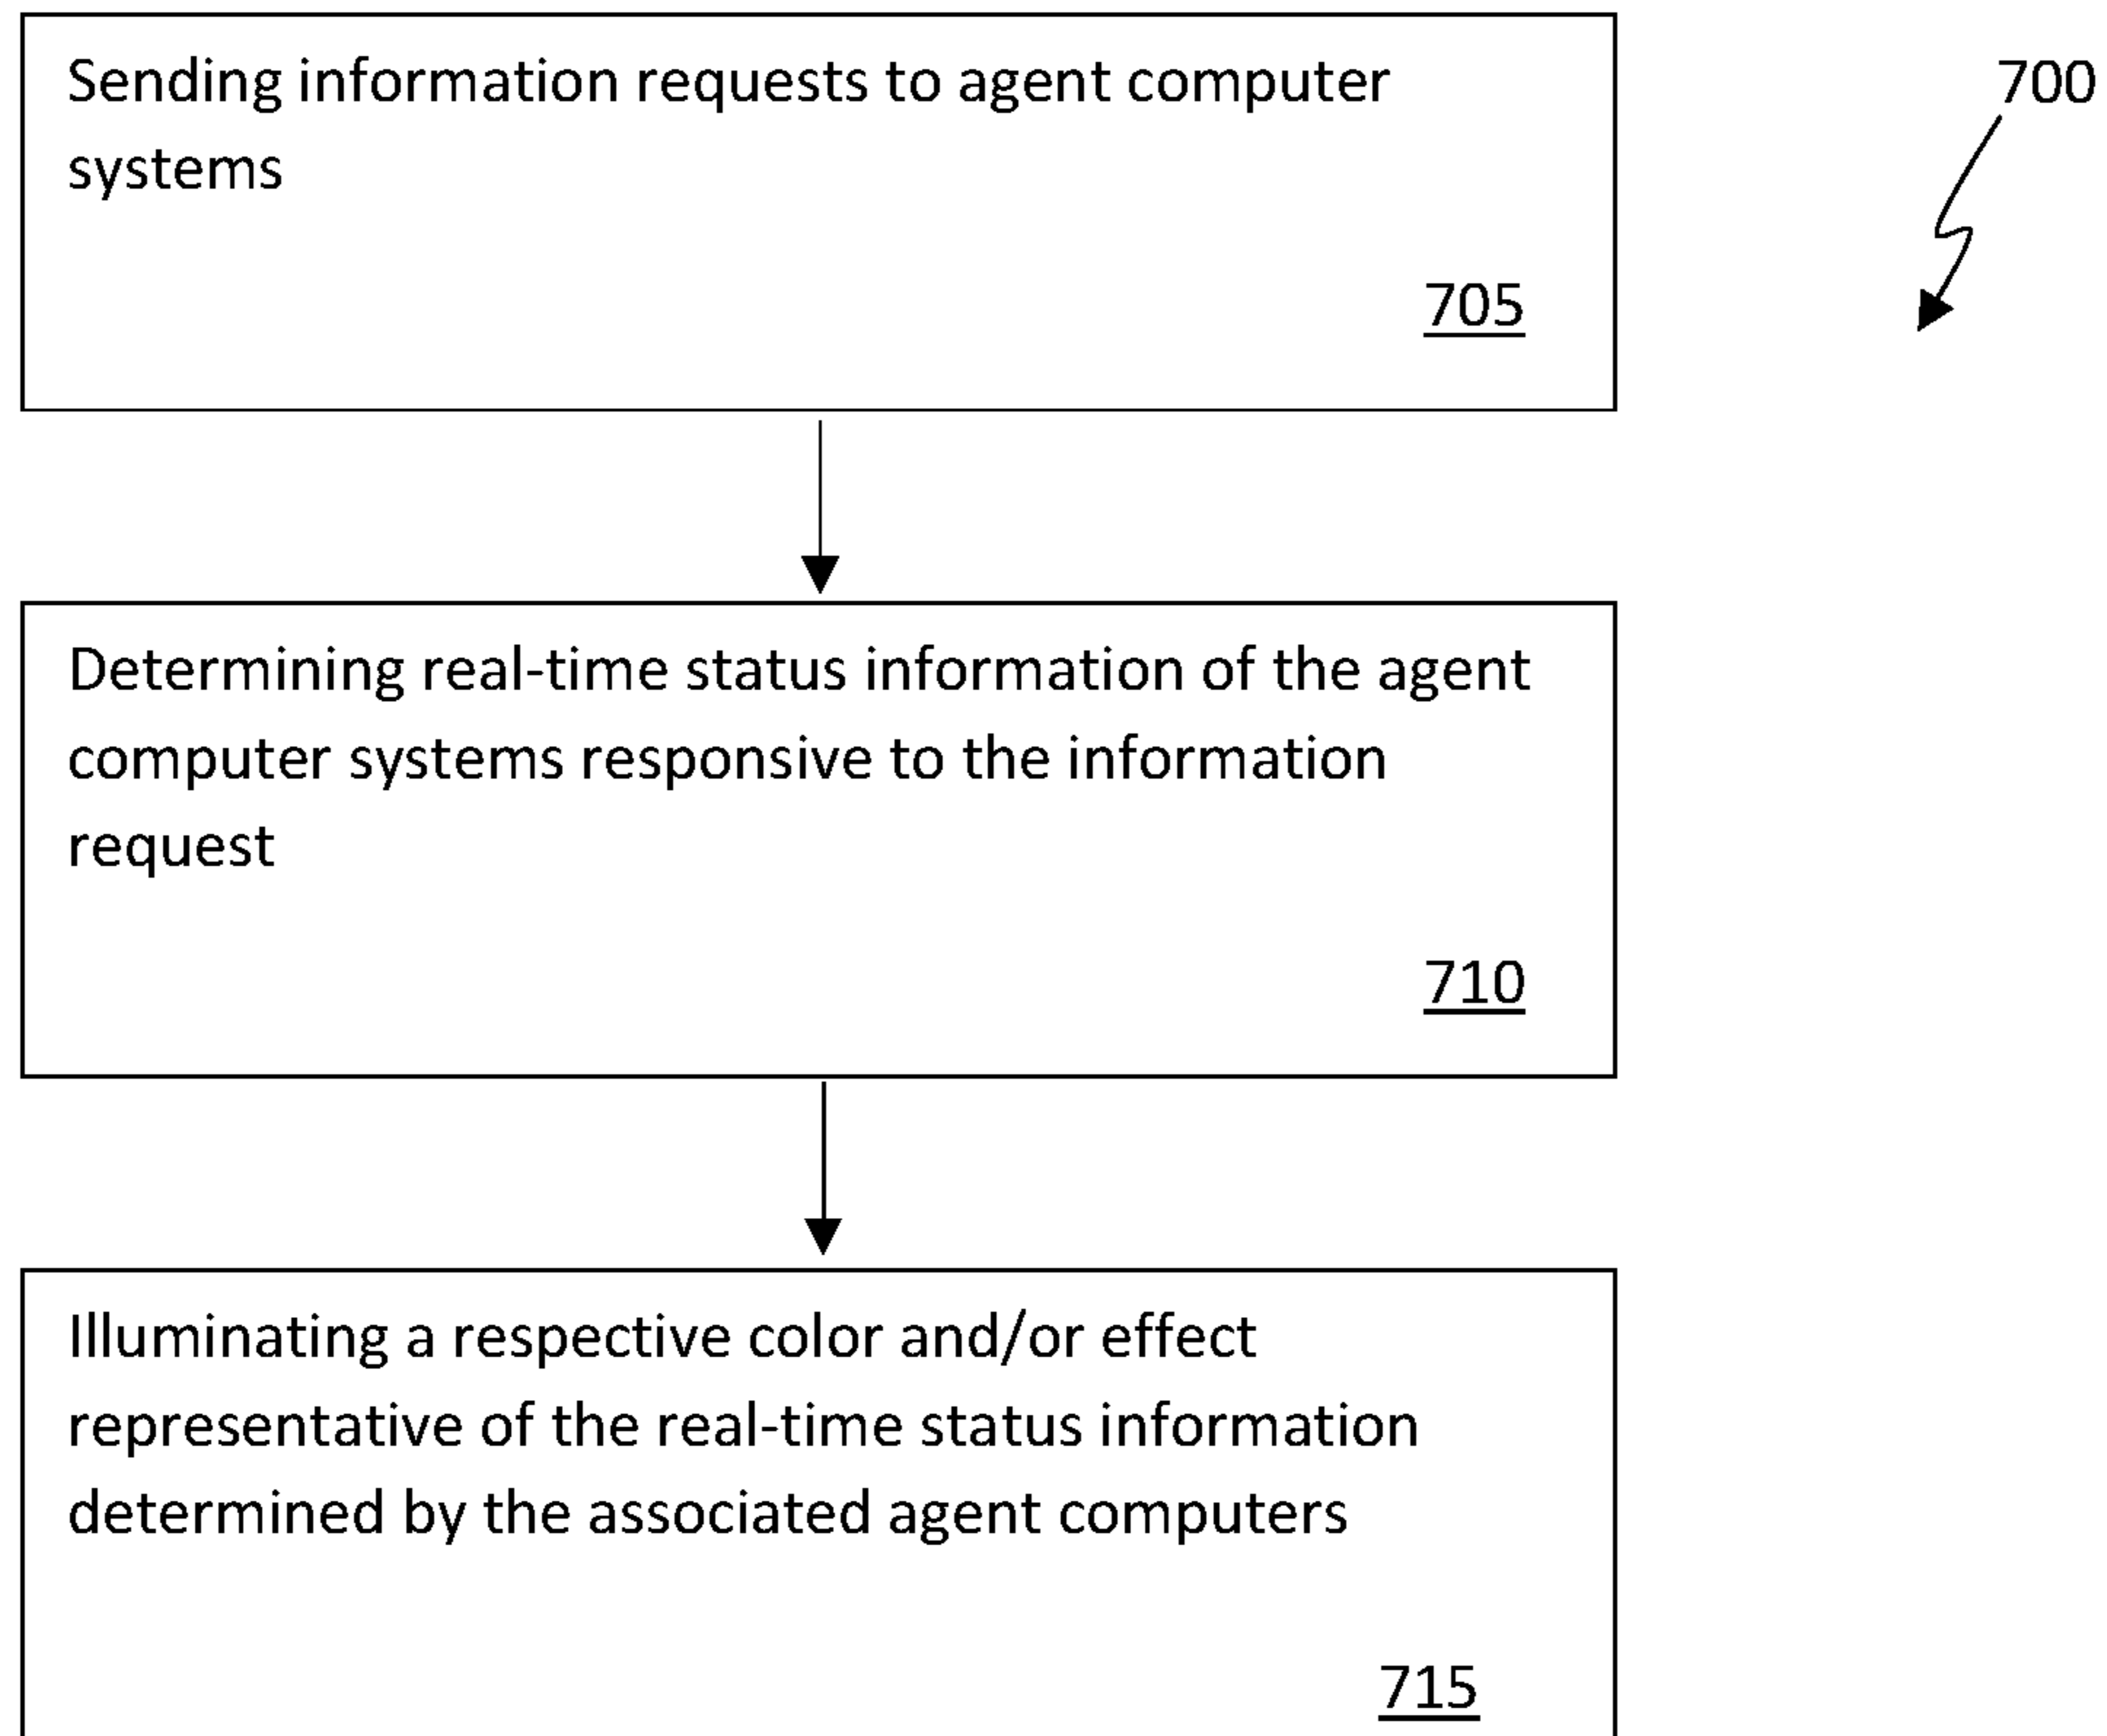 Sending information requests to agent computer
systems
705
700
Determining real-time status information of the agent
computer systems responsive to the information
request
710
Illuminating a respective color and/or effect
representative of the real-time status information
determined by the associated agent computers
715